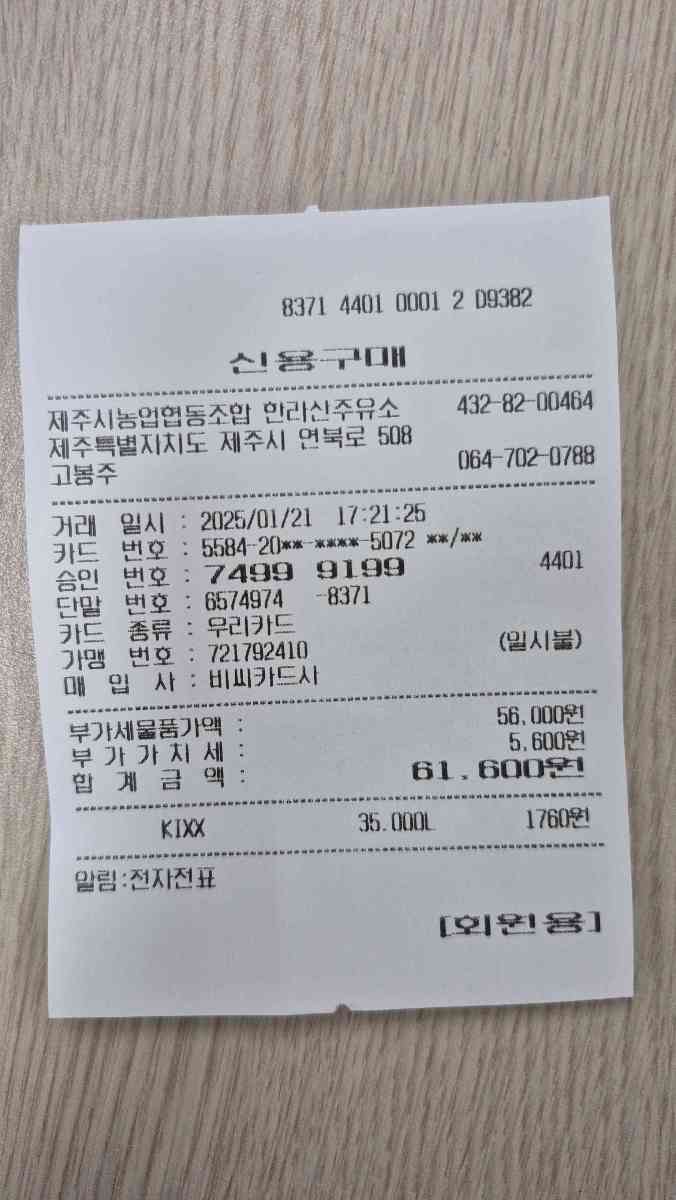 8371 4401 0001 2 D9382
신용구매
제주시농업협동조합 한라산주유소 432-82-00464
제주특별자치도 제주시 연북로 508
고봉주 064-702-0788
거래 일시 : 2025/01/21 17:21:25
카드 번호 : 5584-20**-****-5072 **/**
승인 번호 : 7499 9199 4401
단말 번호 : 6574974 -8371
카드 종류 : 우리카드
가맹 번호 : 721792410 (일시불)
매 입 사 : 비씨카드사
부가세물품가액 : 56,000원
부 가 가 치 세 : 5,600원
합 계 금 액 : 61,600원
KIXX 35.000L 1760원
알림:전자전표
[회원용]